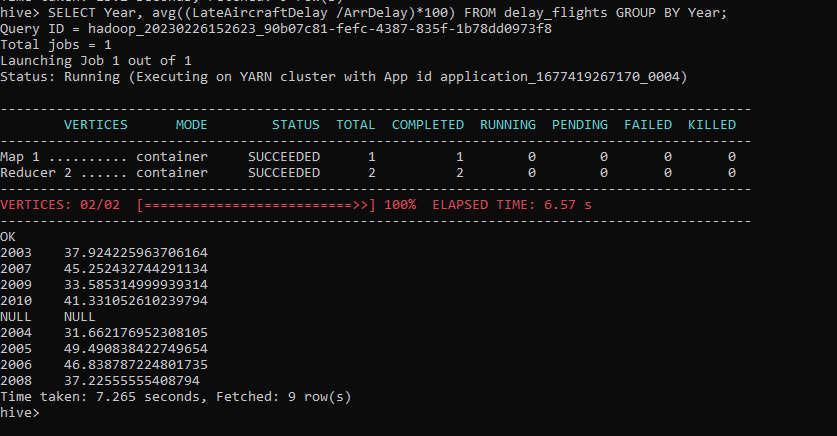 hive> SELECT Year, avg((LateAircraftDelay /ArrDelay)*100) FROM delay_flights GROUP BY Year;
Query ID = hadoop_20230226152623_90b07c81-fefc-4387-835f-1b78dd0973f8
Total jobs = 1
Launching Job 1 out of 1
Status: Running (Executing on YARN cluster with App id application_1677419267170_0004)
----------------------------------------------------------------------------------------------
VERTICES MODE STATUS TOTAL COMPLETED RUNNING PENDING FAILED KILLED
----------------------------------------------------------------------------------------------
Map 1 .......... container SUCCEEDED 1 1 0 0 0 0
Reducer 2 ...... container SUCCEEDED 2 2 0 0 0 0
----------------------------------------------------------------------------------------------
VERTICES: 02/02 [==========================>>] 100% ELAPSED TIME: 6.57 s
----------------------------------------------------------------------------------------------
OK
2003 37.924225963706164
2007 45.252432744291134
2009 33.585314999939314
2010 41.331052610239794
NULL NULL
2004 31.662176952308105
2005 49.490838422749654
2006 46.838787224801735
2008 37.22555555408794
Time taken: 7.265 seconds, Fetched: 9 row(s)
hive>